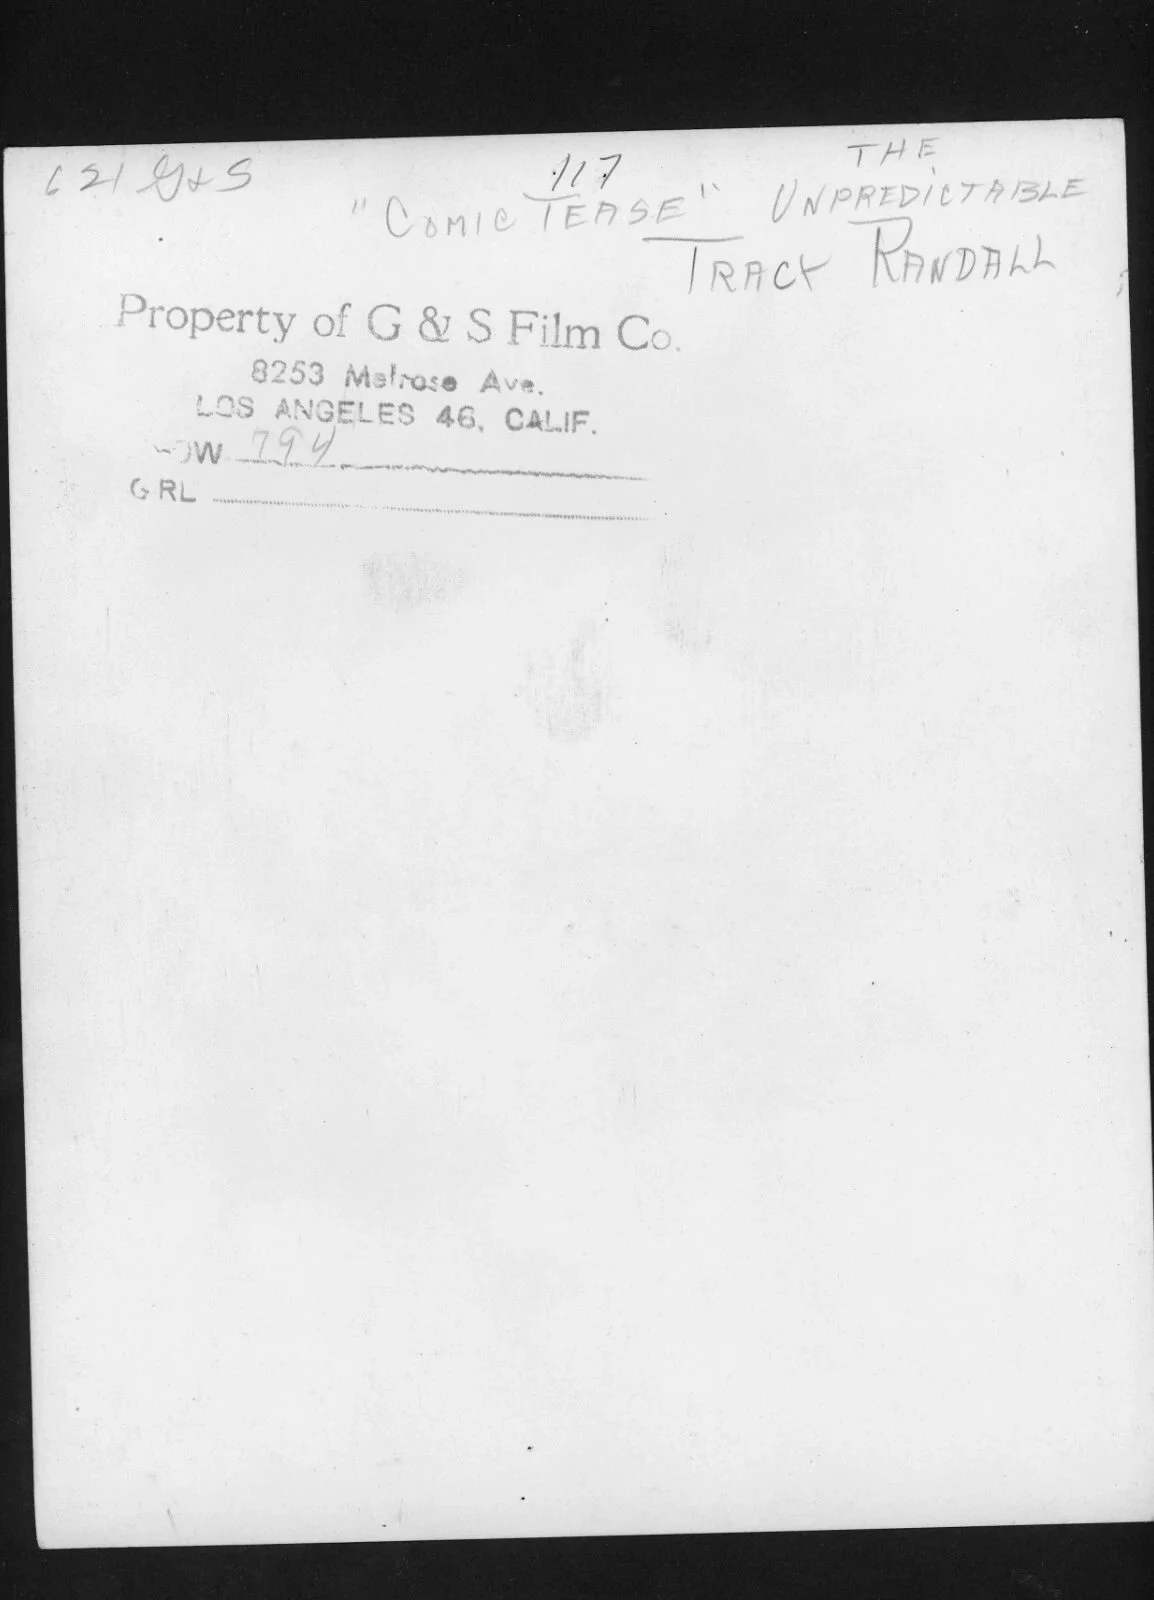 621 G&S
117
"COMIC TEASE"
THE
UNPREDICTABLE
TRACY RANDALL
Property of G & S Film Co.
8253 Melrose Ave.
LOS ANGELES 46, CALIF.
794
GRL